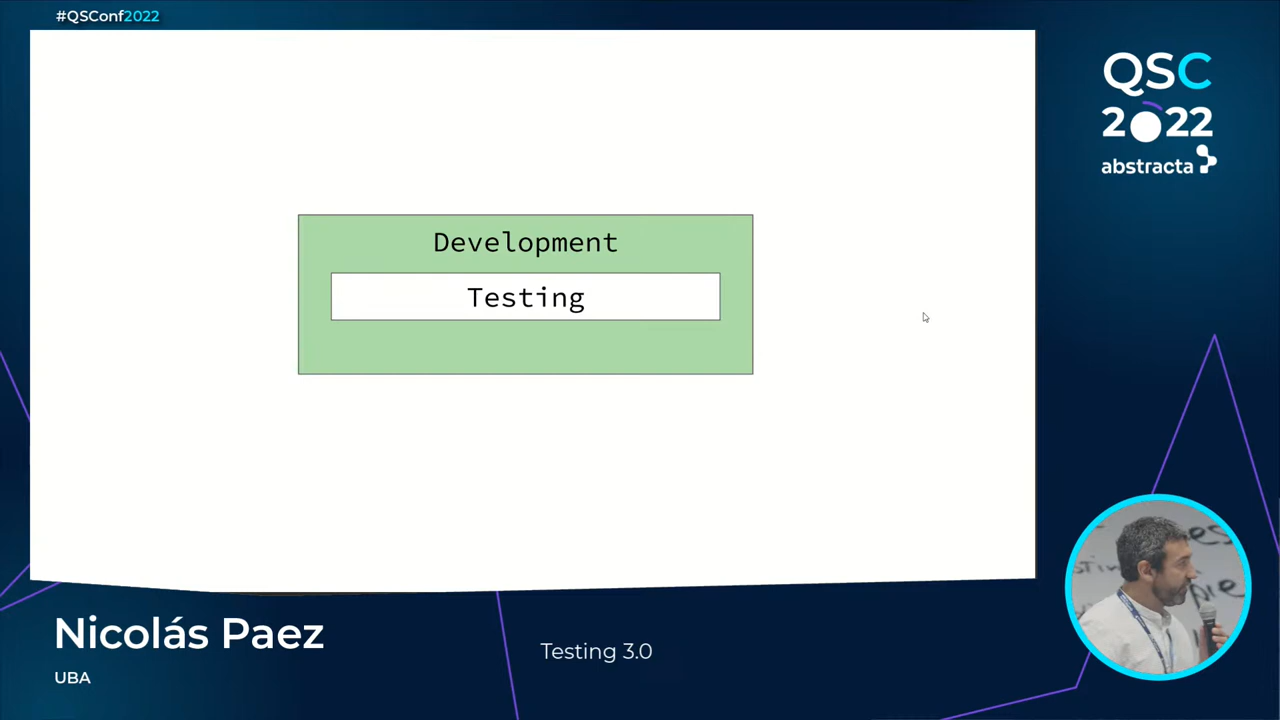 #QSConf2022
QSC
2022
abstracta
Development
Testing
Nicolás Paez
UBA
Testing 3.0